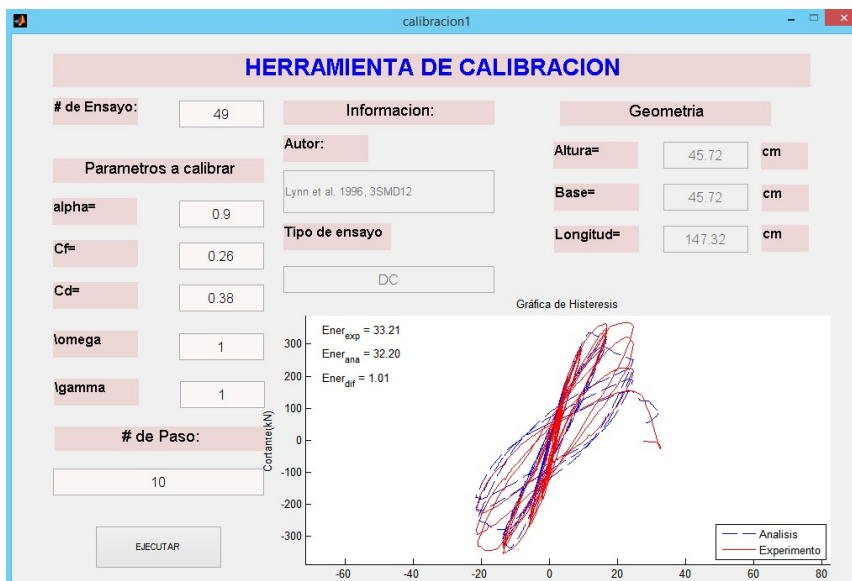 calibracion1
HERRAMIENTA DE CALIBRACION
# de Ensayo:
49
Parametros a calibrar
alpha=
0.9
Cf=
0.26
Cd=
0.38
\omega
1
\gamma
1
# de Paso:
10
EJECUTAR
Informacion:
Autor:
Lynn et al. 1996, 3SMD12
Tipo de ensayo
DC
Geometria
Altura=
45.72
cm
Base=
45.72
cm
Longitud=
147.32
cm
Gráfica de Histeresis
Ener_exp = 33.21
Ener_ana = 32.20
Ener_dif = 1.01
Cortante(kN)
300
200
100
0
-100
-200
-300
-60 -40 -20 0 20 40 60 80
Analisis
Experimento